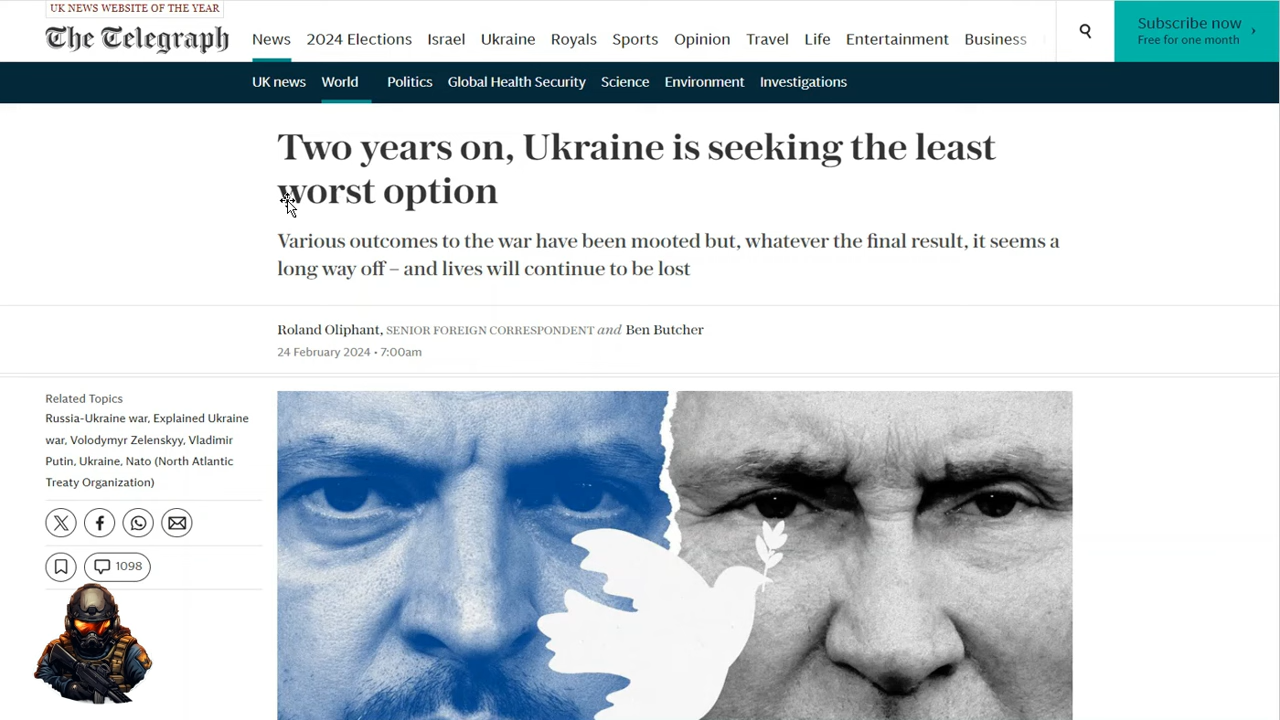 UK NEWS WEBSITE OF THE YEAR
The Telegraph
News 2024 Elections Israel Ukraine Royals Sports Opinion Travel Life Entertainment Business
Subscribe now
Free for one month
UK news World Politics Global Health Security Science Environment Investigations
Two years on, Ukraine is seeking the least
worst option
Various outcomes to the war have been mooted but, whatever the final result, it seems a
long way off – and lives will continue to be lost
Roland Oliphant, SENIOR FOREIGN CORRESPONDENT and Ben Butcher
24 February 2024 • 7:00am
Related Topics
Russia-Ukraine war, Explained Ukraine
war, Volodymyr Zelenskyy, Vladimir
Putin, Ukraine, Nato (North Atlantic
Treaty Organization)
1098